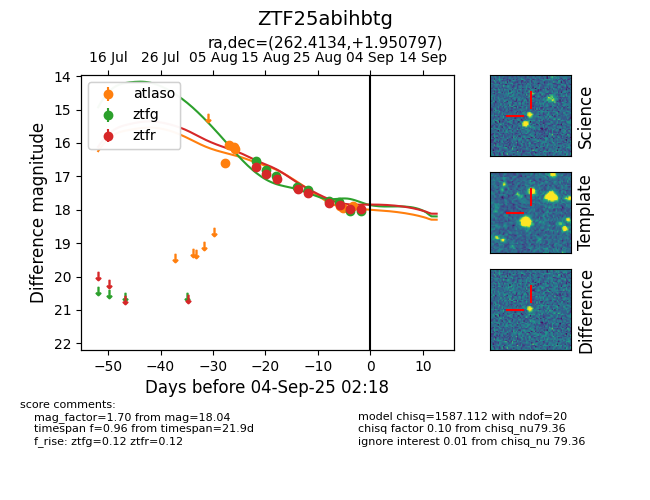 ZTF25abihbtg
ra,dec=(262.4134,+1.950797)
16 Jul 26 Jul 05 Aug 15 Aug 25 Aug 04 Sep 14 Sep
atlaso
ztfg
ztfr
14
15
16
17
18
19
20
21
22
Difference magnitude
−50 −40 −30 −20 −10 0 10
Days before 04-Sep-25 02:18
Science
Template
Difference
score comments:
mag_factor=1.70 from mag=18.04
timespan f=0.96 from timespan=21.9d
f_rise: ztfg=0.12 ztfr=0.12
model chisq=1587.112 with ndof=20
chisq factor 0.10 from chisq_nu79.36
ignore interest 0.01 from chisq_nu 79.36